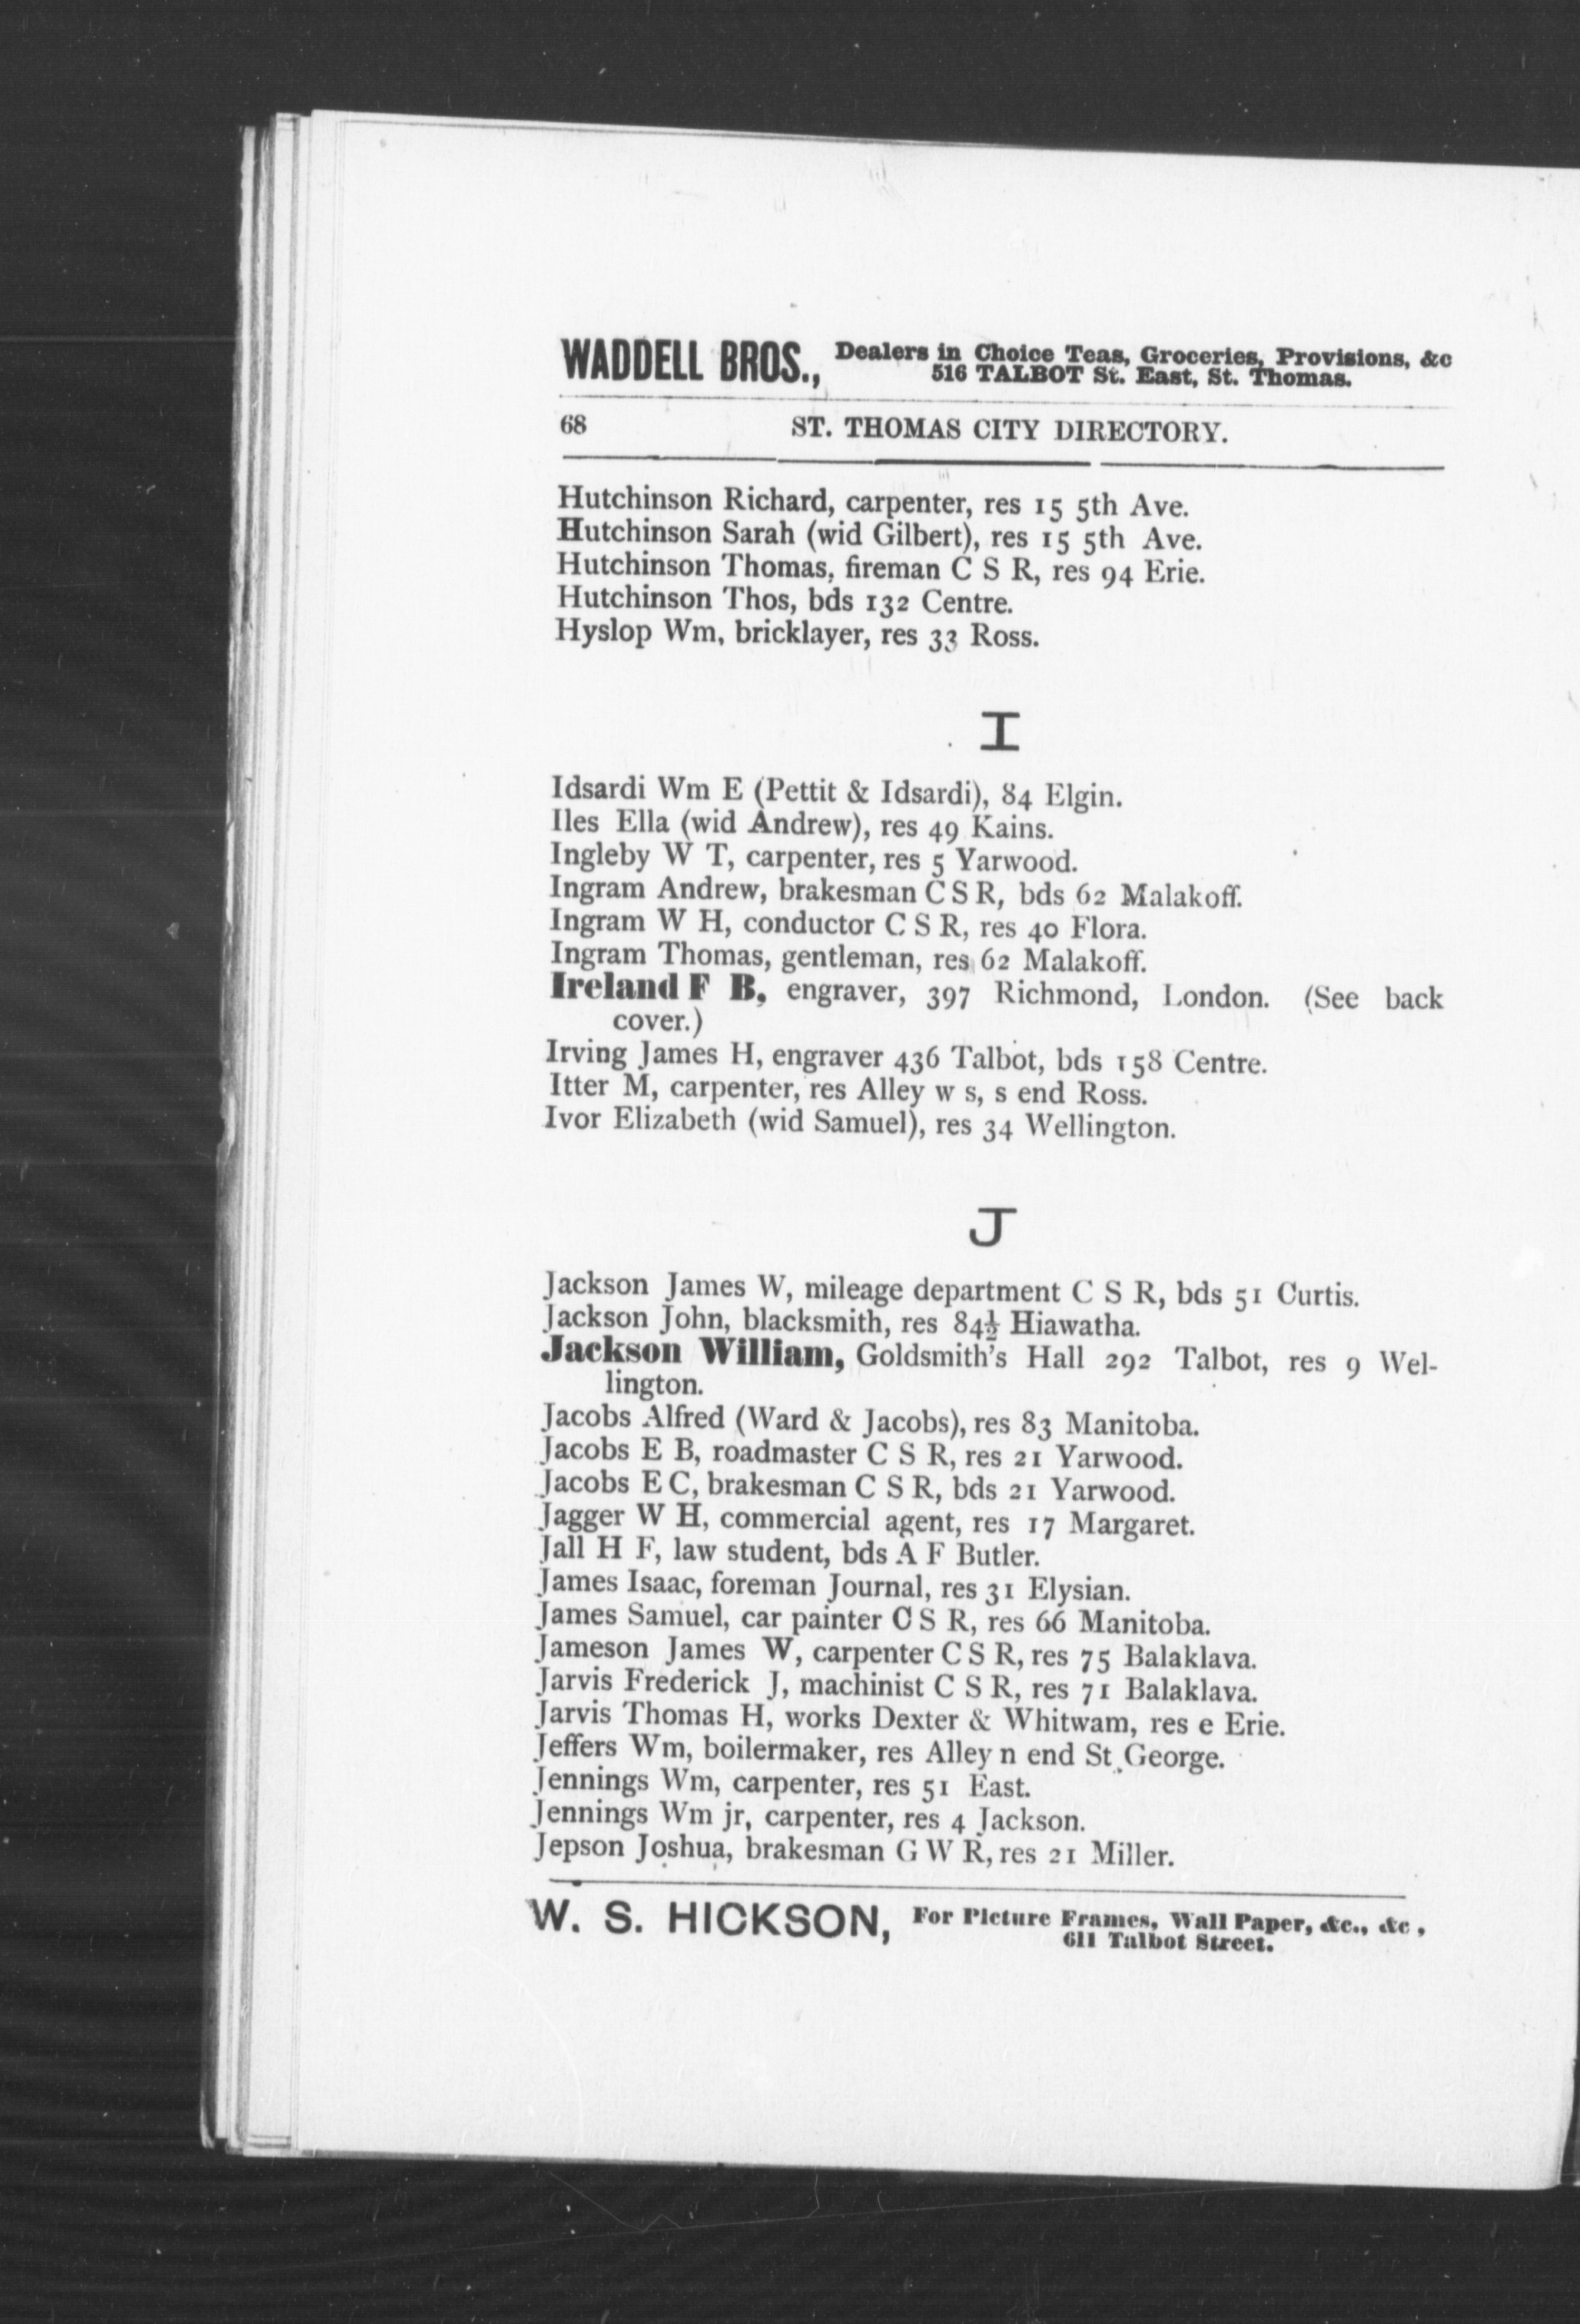 WADDELL BROS., Dealers in Choice Teas, Groceries, Provisions, &c
516 TALBOT St. East, St. Thomas.
68 ST. THOMAS CITY DIRECTORY.
Hutchinson Richard, carpenter, res 15 5th Ave.
Hutchinson Sarah (wid Gilbert), res 15 5th Ave.
Hutchinson Thomas, fireman C S R, res 94 Erie.
Hutchinson Thos, bds 132 Centre.
Hyslop Wm, bricklayer, res 33 Ross.
I
Idsardi Wm E (Pettit & Idsardi), 84 Elgin.
Iles Ella (wid Andrew), res 49 Kains.
Ingleby W T, carpenter, res 5 Yarwood.
Ingram Andrew, brakesman C S R, bds 62 Malakoff.
Ingram W H, conductor C S R, res 40 Flora.
Ingram Thomas, gentleman, res 62 Malakoff.
Ireland F B, engraver, 397 Richmond, London. (See back
cover.)
Irving James H, engraver 436 Talbot, bds 158 Centre.
Itter M, carpenter, res Alley w s, s end Ross.
Ivor Elizabeth (wid Samuel), res 34 Wellington.
J
Jackson James W, mileage department C S R, bds 51 Curtis.
Jackson John, blacksmith, res 84½ Hiawatha.
Jackson William, Goldsmith's Hall 292 Talbot, res 9 Wel-
lington.
Jacobs Alfred (Ward & Jacobs), res 83 Manitoba.
Jacobs E B, roadmaster C S R, res 21 Yarwood.
Jacobs E C, brakesman C S R, bds 21 Yarwood.
Jagger W H, commercial agent, res 17 Margaret.
Jall H F, law student, bds A F Butler.
James Isaac, foreman Journal, res 31 Elysian.
James Samuel, car painter C S R, res 66 Manitoba.
Jameson James W, carpenter C S R, res 75 Balaklava.
Jarvis Frederick J, machinist C S R, res 71 Balaklava.
Jarvis Thomas H, works Dexter & Whitwam, res e Erie.
Jeffers Wm, boilermaker, res Alley n end St George.
Jennings Wm, carpenter, res 51 East.
Jennings Wm jr, carpenter, res 4 Jackson.
Jepson Joshua, brakesman G W R, res 21 Miller.
W. S. HICKSON, For Picture Frames, Wall Paper, &c., &c,
611 Talbot Street.